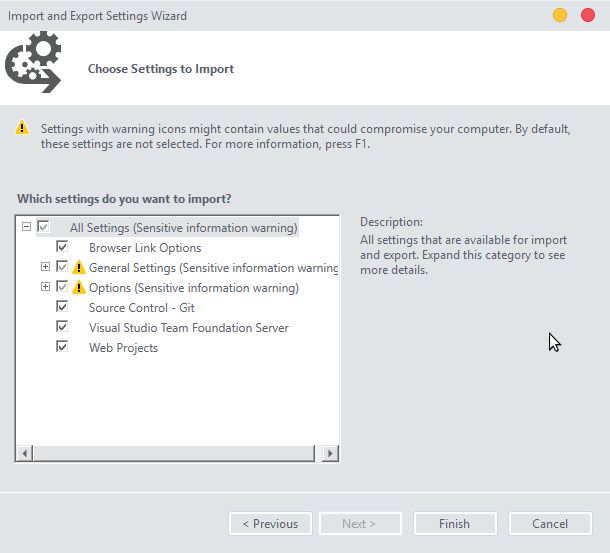 Import and Export Settings Wizard
Choose Settings to Import
Settings with warning icons might contain values that could compromise your computer. By default,
these settings are not selected. For more information, press F1.
Which settings do you want to import?
All Settings (Sensitive information warning)
Browser Link Options
General Settings (Sensitive information warning
Options (Sensitive information warning)
Source Control - Git
Visual Studio Team Foundation Server
Web Projects
Description:
All settings that are available for import
and export. Expand this category to see
more details.
< Previous
Next >
Finish
Cancel